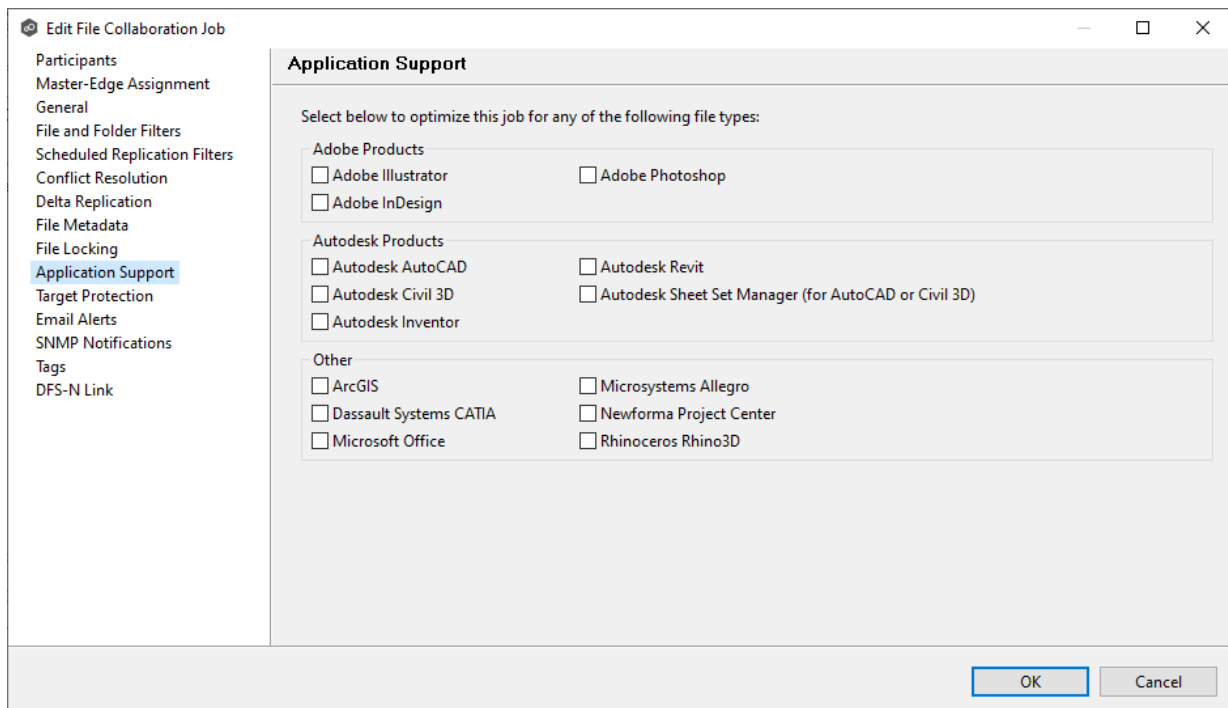 Edit File Collaboration Job
Participants
Master-Edge Assignment
General
File and Folder Filters
Scheduled Replication Filters
Conflict Resolution
Delta Replication
File Metadata
File Locking
Application Support
Target Protection
Email Alerts
SNMP Notifications
Tags
DFS-N Link
Application Support
Select below to optimize this job for any of the following file types:
Adobe Products
Adobe Illustrator
Adobe Photoshop
Adobe InDesign
Autodesk Products
Autodesk AutoCAD
Autodesk Revit
Autodesk Civil 3D
Autodesk Sheet Set Manager (for AutoCAD or Civil 3D)
Autodesk Inventor
Other
ArcGIS
Microsystems Allegro
Dassault Systems CATIA
Newforma Project Center
Microsoft Office
Rhinoceros Rhino3D
OK
Cancel